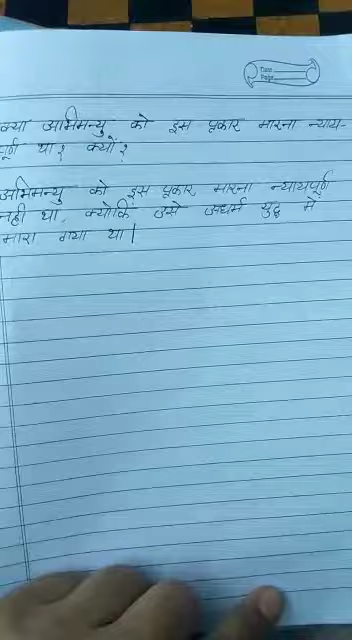 Date
Page
क्या अभिमन्यु को इस प्रकार मारना न्याय-
पूर्ण था? क्यों?
अभिमन्यु को इस प्रकार मारना न्यायपूर्ण
नही था, क्योकि उसे अधर्म युद्ध में
मारा गया था।